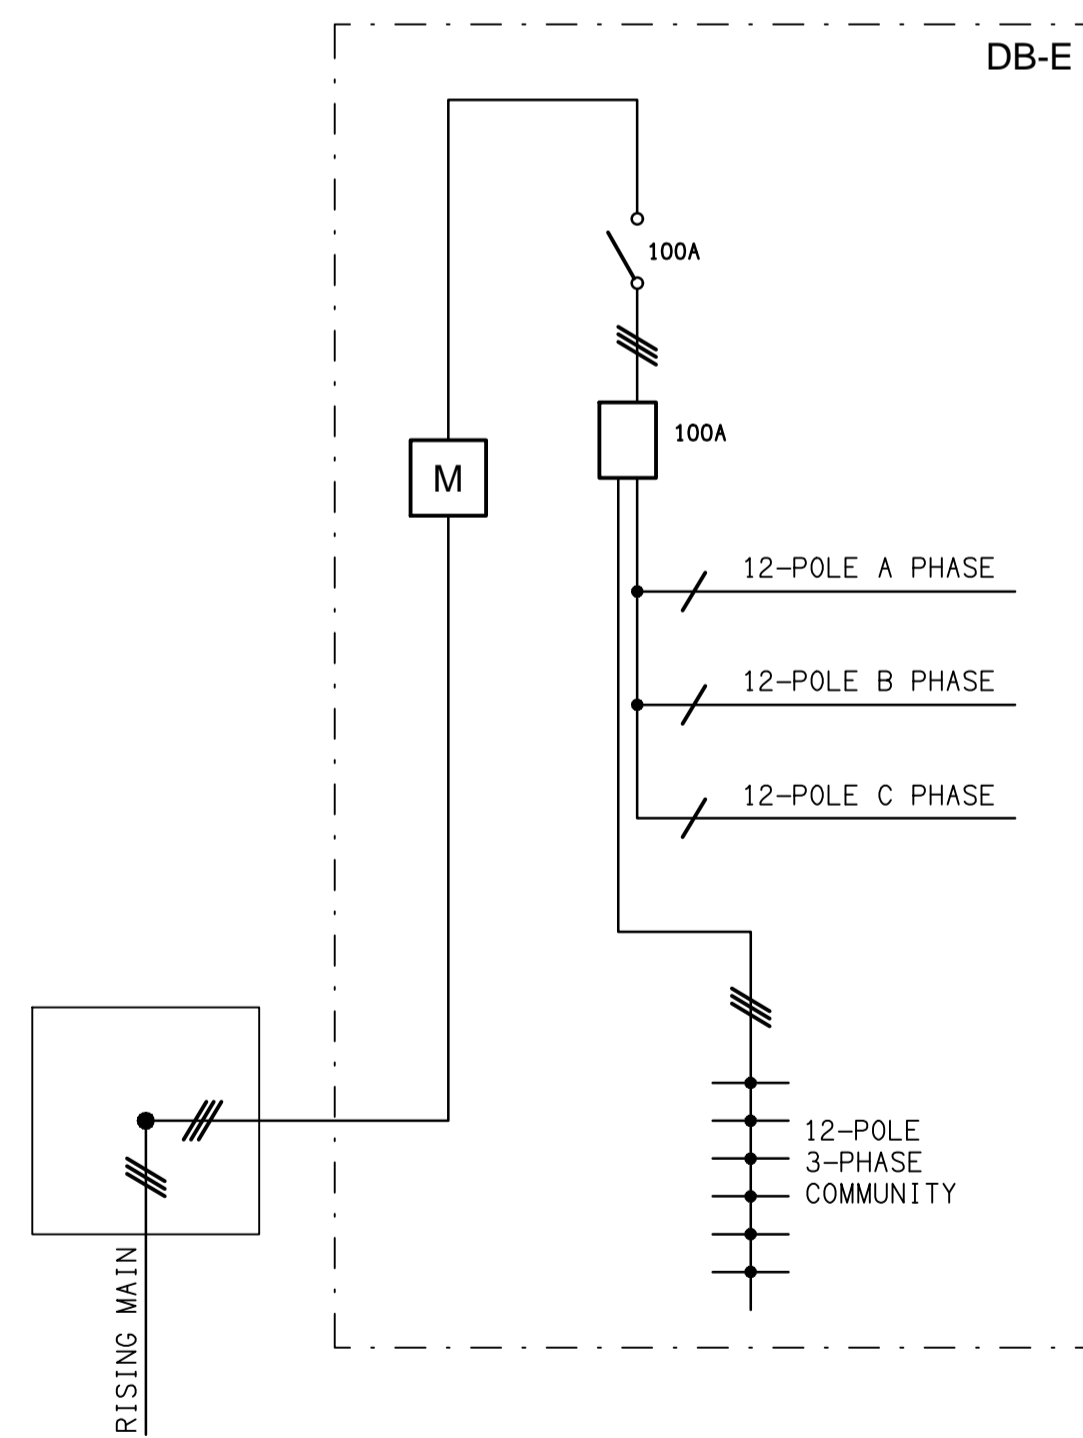 DB-E
100A
100A
M
12-POLE A PHASE
12-POLE B PHASE
12-POLE C PHASE
12-POLE
3-PHASE
COMMUNITY
RISING MAIN